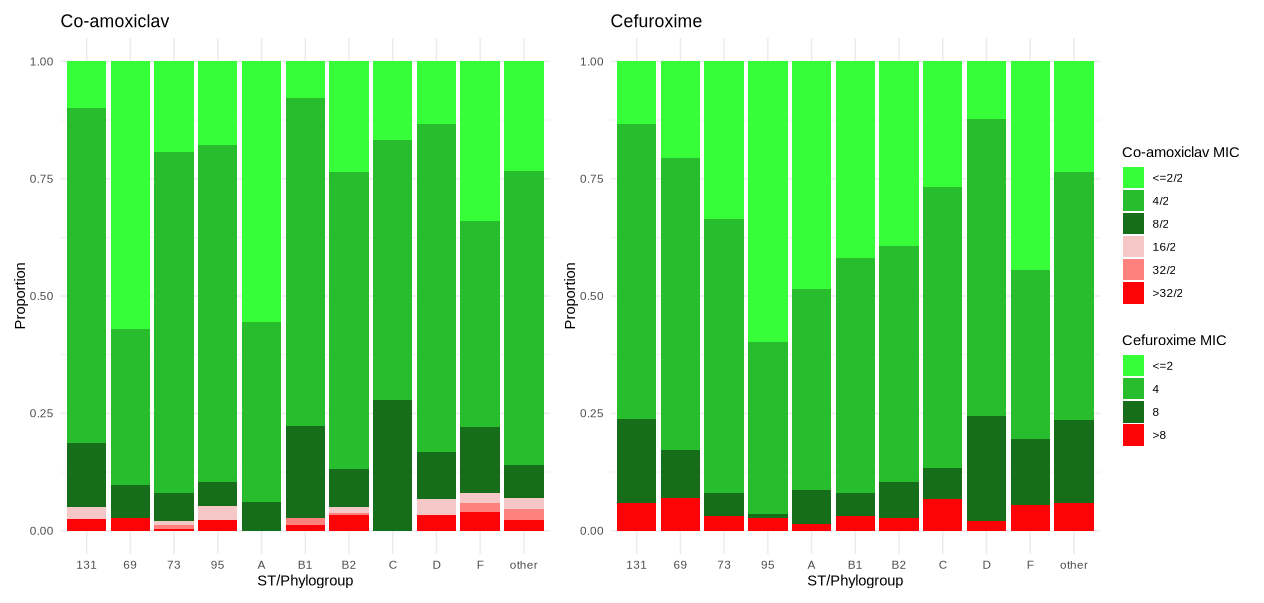 Co-amoxiclav
Proportion
1.00
0.75
0.50
0.25
0.00
131 69 73 95 A B1 B2 C D F other
ST/Phylogroup
Cefuroxime
Proportion
1.00
0.75
0.50
0.25
0.00
131 69 73 95 A B1 B2 C D F other
ST/Phylogroup
Co-amoxiclav MIC
<=2/2
4/2
8/2
16/2
32/2
>32/2
Cefuroxime MIC
<=2
4
8
>8